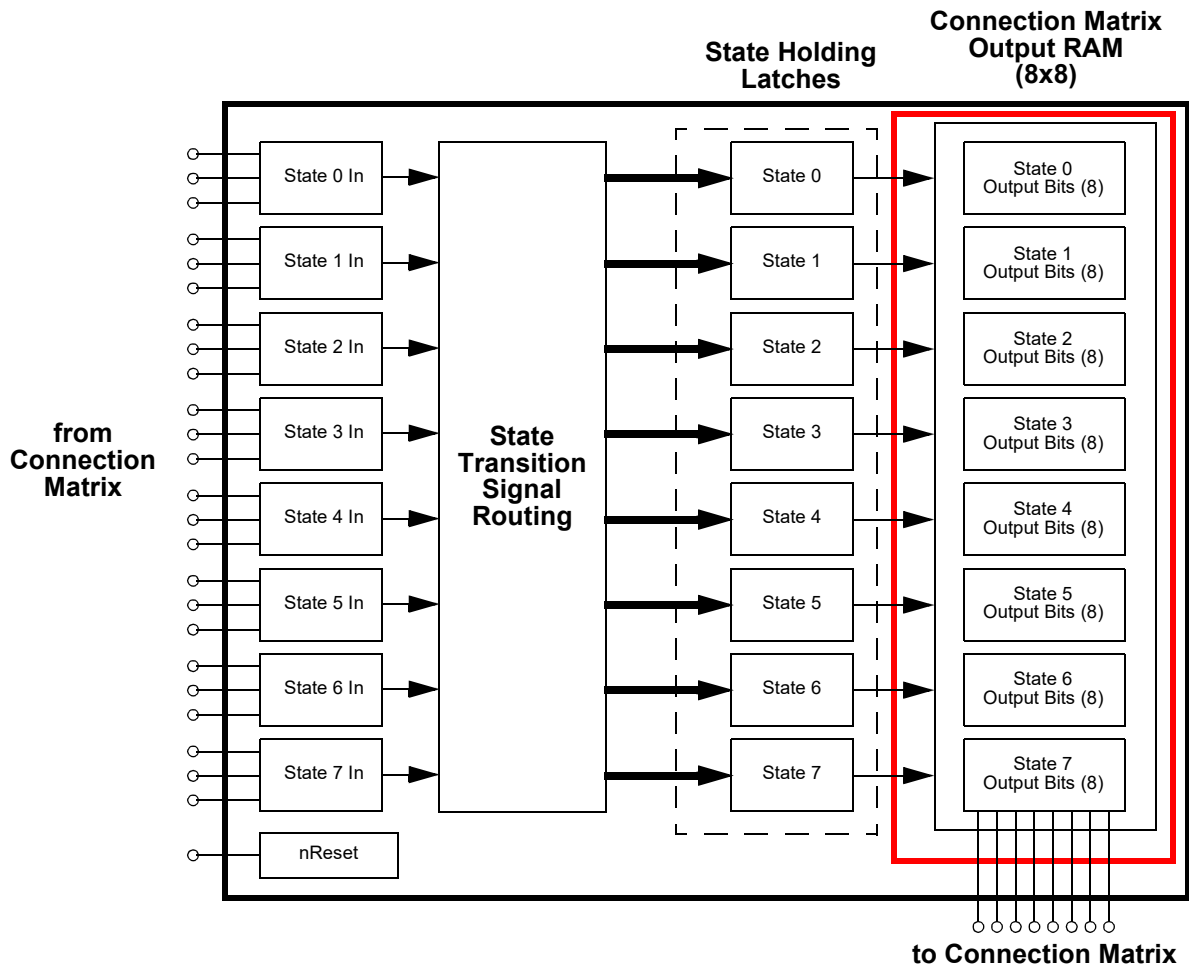 Connection Matrix
Output RAM
(8x8)
State Holding
Latches
State 0 In
State 0
State 0
Output Bits (8)
State 1 In
State 1
State 1
Output Bits (8)
State 2 In
State 2
State 2
Output Bits (8)
State 3 In
State 3
State 3
Output Bits (8)
from
Connection
Matrix
State
Transition
Signal
Routing
State 4 In
State 4
State 4
Output Bits (8)
State 5 In
State 5
State 5
Output Bits (8)
State 6 In
State 6
State 6
Output Bits (8)
State 7 In
State 7
State 7
Output Bits (8)
nReset
to Connection Matrix